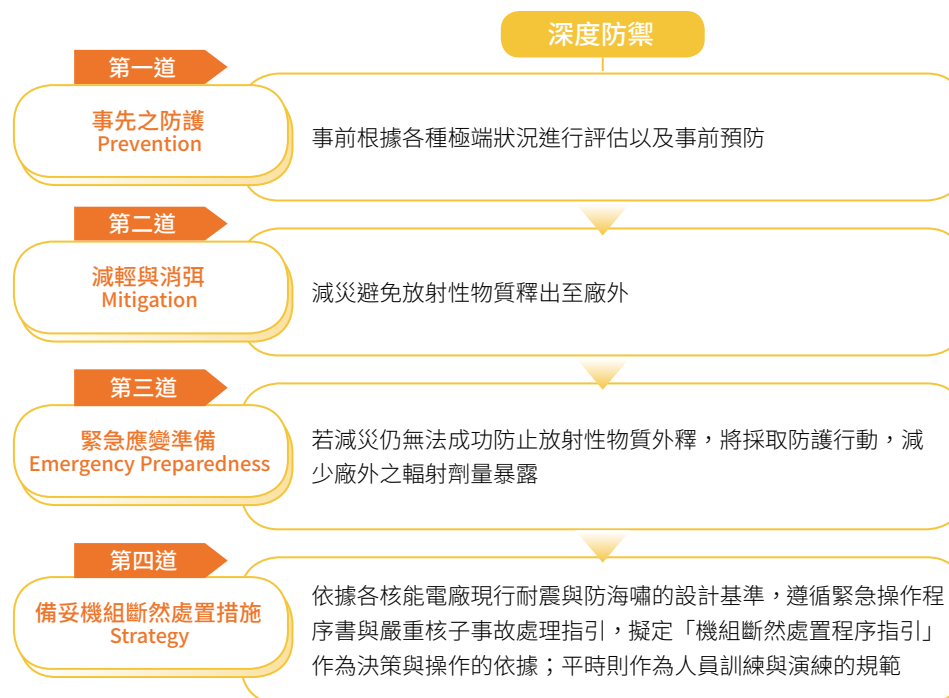 深度防禦
第一道
事先之防護
Prevention
事前根據各種極端狀況進行評估以及事前預防
第二道
減輕與消弭
Mitigation
減災避免放射性物質釋出至廠外
第三道
緊急應變準備
Emergency Preparedness
若減災仍無法成功防止放射性物質外釋，將採取防護行動，減
少廠外之輻射劑量暴露
第四道
備妥機組斷然處置措施
Strategy
依據各核能電廠現行耐震與防海嘯的設計基準，遵循緊急操作程
序書與嚴重核子事故處理指引，擬定「機組斷然處置程序指引」
作為決策與操作的依據；平時則作為人員訓練與演練的規範